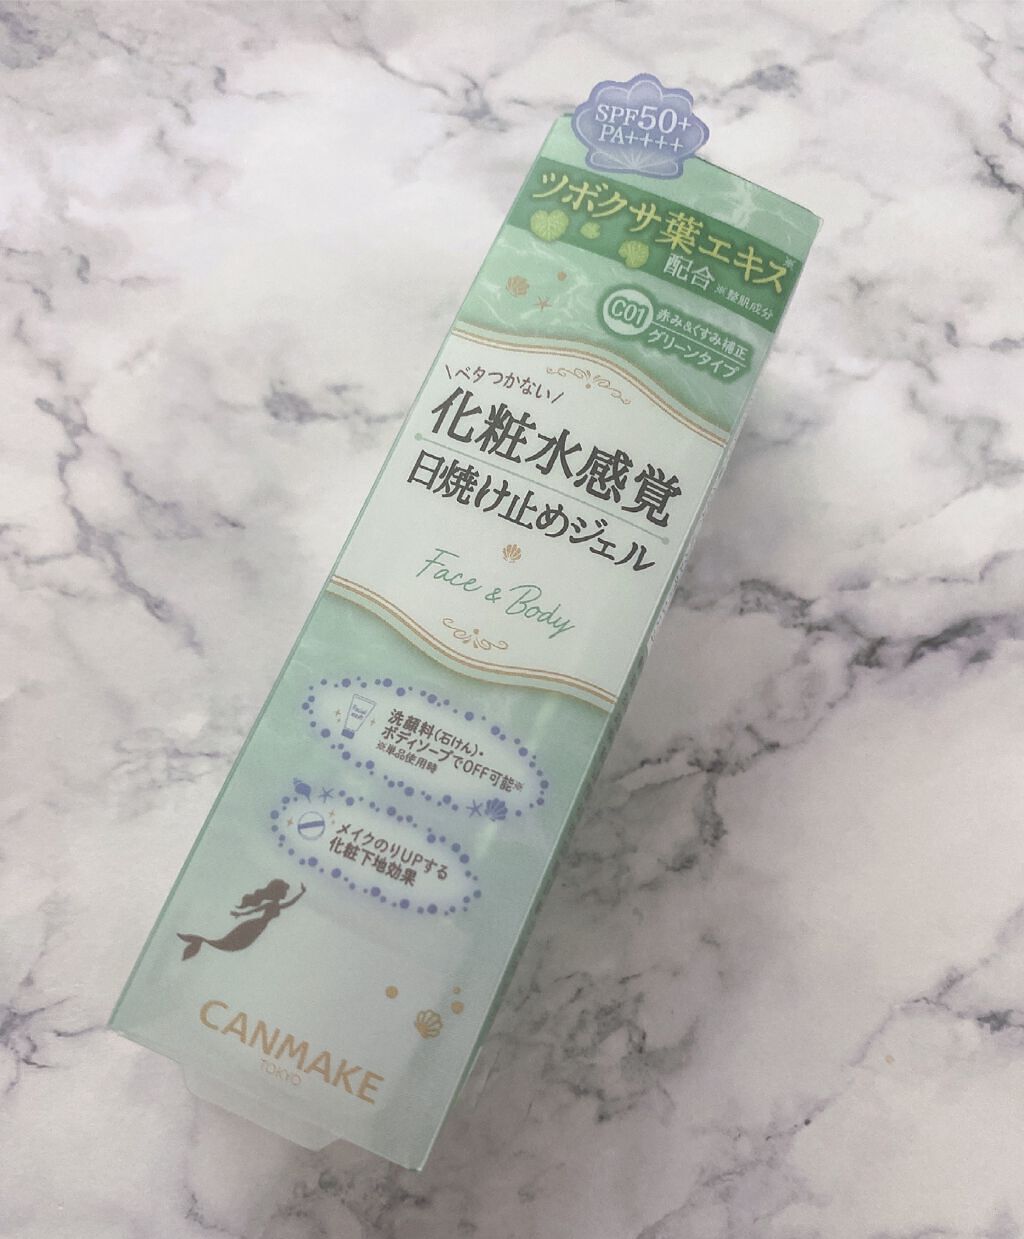 SPF50+
PA++++
ツボクサ葉エキス※
配合 ※整肌成分
C01 赤み&くすみ補正
グリーンタイプ
\ベタつかない/
化粧水感覚
日焼け止めジェル
Face & Body
Facial
wash
洗顔料(石けん)・
ボディソープでOFF可能※
※単品使用時
メイクのりUPする
化粧下地効果
CANMAKE
TOKYO